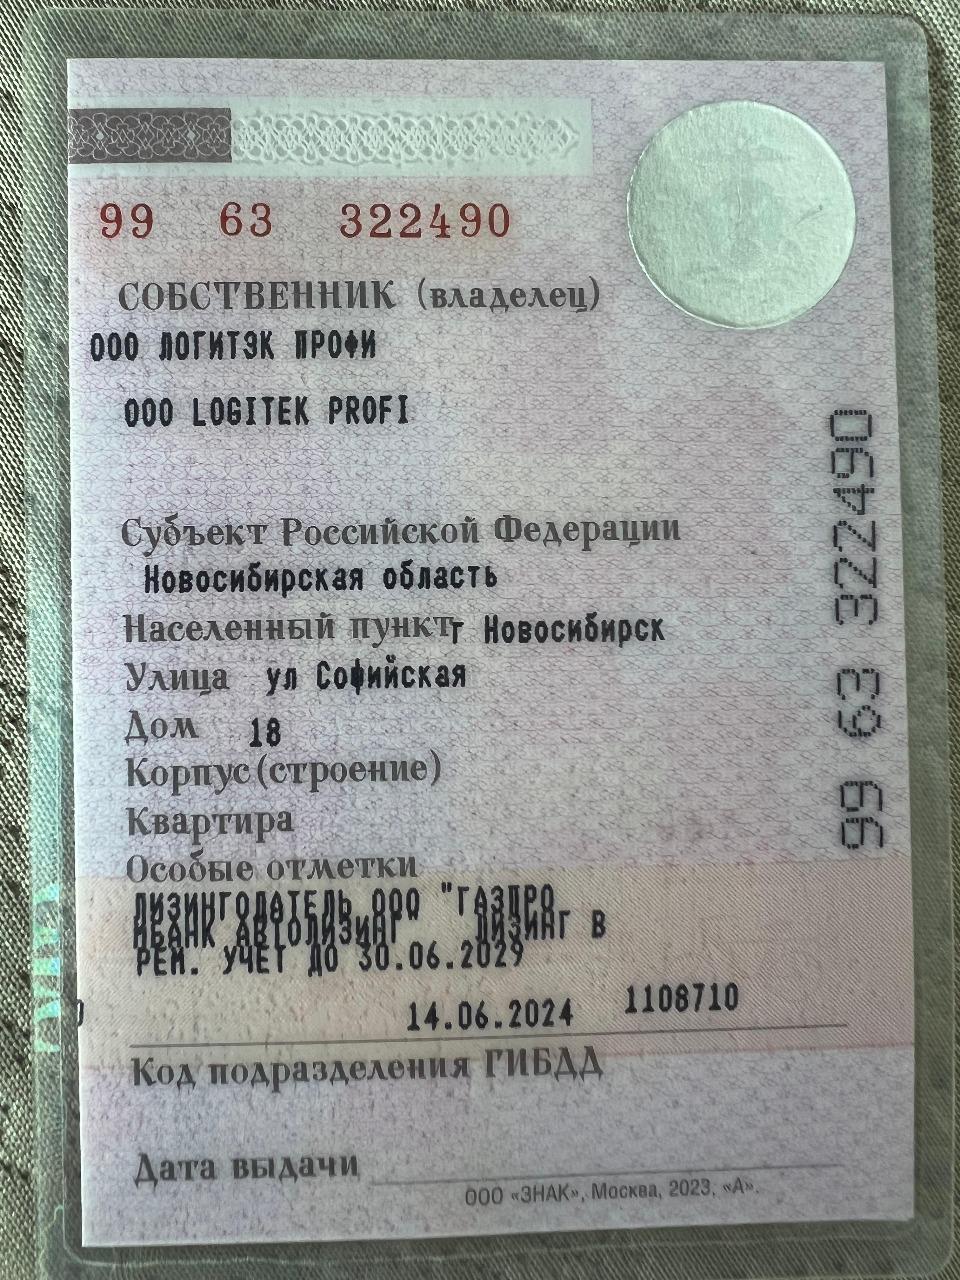 99 63 322490
СОБСТВЕННИК (владелец)
ООО ЛОГИТЭК ПРОФИ
OOO LOGITEK PROFI
Субъект Российской Федерации
Новосибирская область
Населенный пункт г Новосибирск
Улица ул Софийская
Дом 18
Корпус (строение)
Квартира
Особые отметки
ЛИЗИНГОДАТЕЛЬ ООО "ГАЗПРО
МБАНК АВТОЛИЗИНГ" ЛИЗИНГ В
РЕМ. УЧЕТ ДО 30.06.2029
14.06.2024 1108710
Код подразделения ГИБДД
Дата выдачи
ООО «ЗНАК», Москва, 2023, «А».
99 63 322490